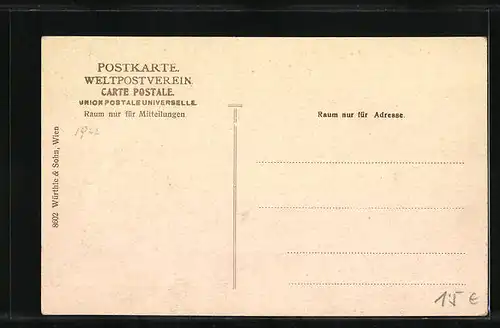 POSTKARTE.
WELTPOSTVEREIN.
CARTE POSTALE.
UNION POSTALE UNIVERSELLE.
Raum nur für Mitteilungen
Raum nur für Adresse.
8602 Würthle & Sohn, Wien
15 €